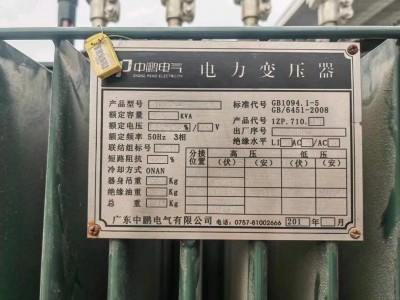 中鹏电气 电力变压器
ZHONG PENG ELECTRICITY
产品型号 标准代号 GB1094.1-5
额定容量 KVA GB/6451-2008
额定电压 %/ V 产品代号 1ZP.710.
额定频率 50Hz 3相 出厂序号
联结组标号 绝缘水平 LI AC / AC
短路阻抗 %
冷却方式 ONAN
器身吊重 Kg
绝缘油重 Kg
总 重 Kg
分接位置 高压 低压
(伏) (安) (伏) (安)
广东中鹏电气有限公司 电话:0757-81002666 201 年 月